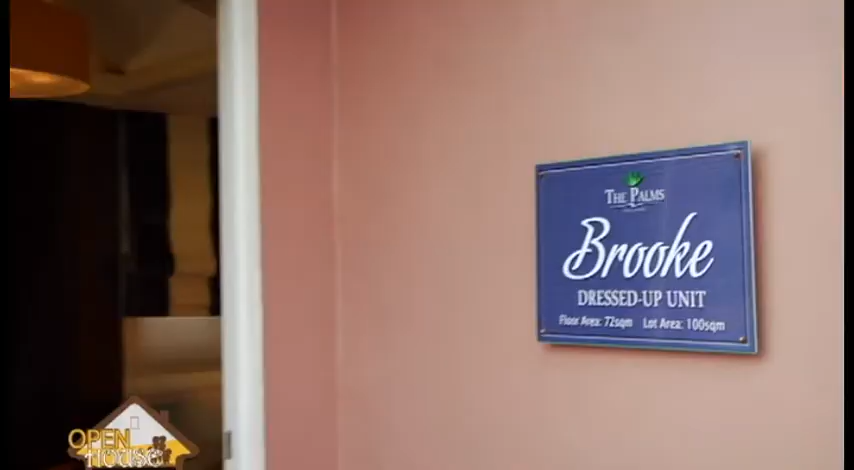 The Palms
Brooke
DRESSED-UP UNIT
Floor Area: 72sqm Lot Area: 100sqm
OPEN
HOUSE